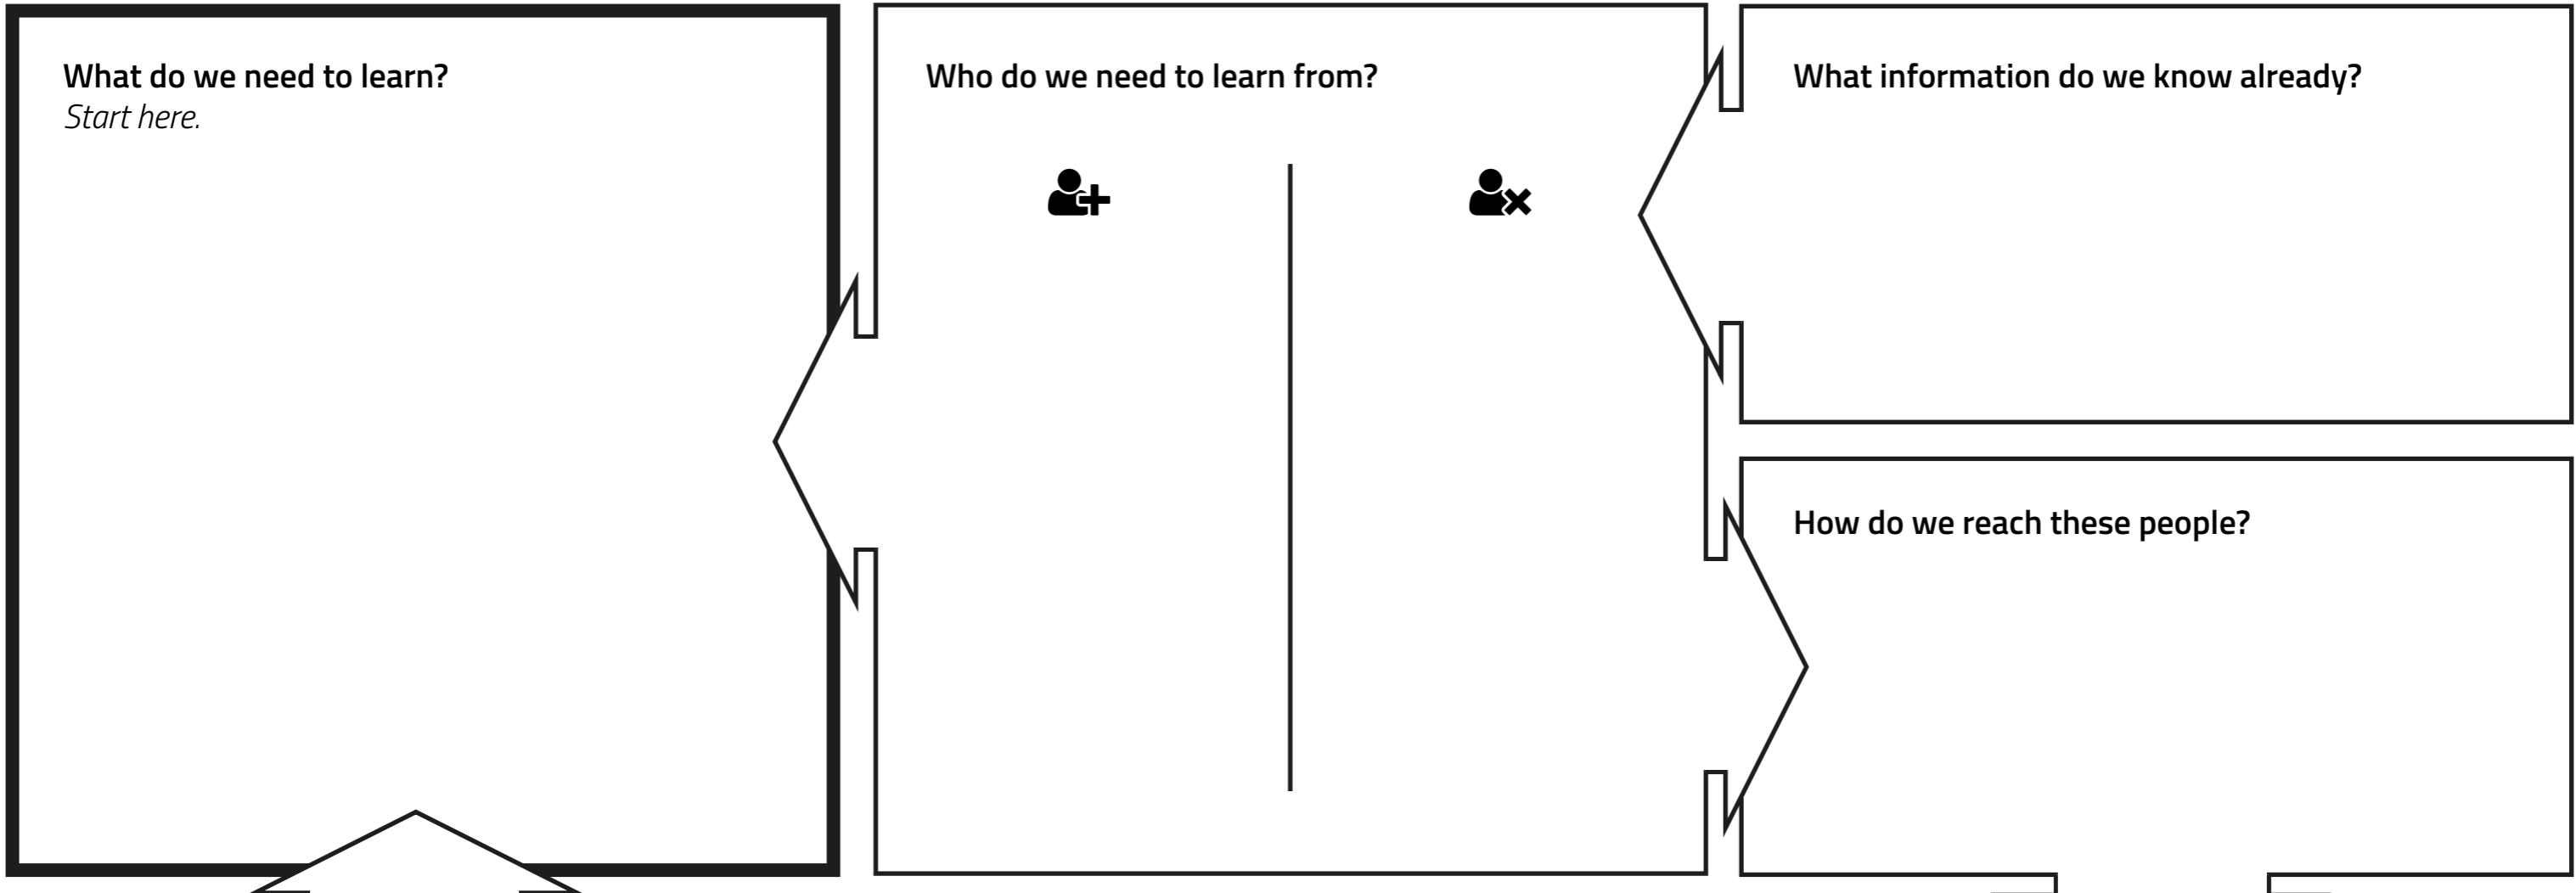 What do we need to learn?
Start here.
Who do we need to learn from?
What information do we know already?
How do we reach these people?